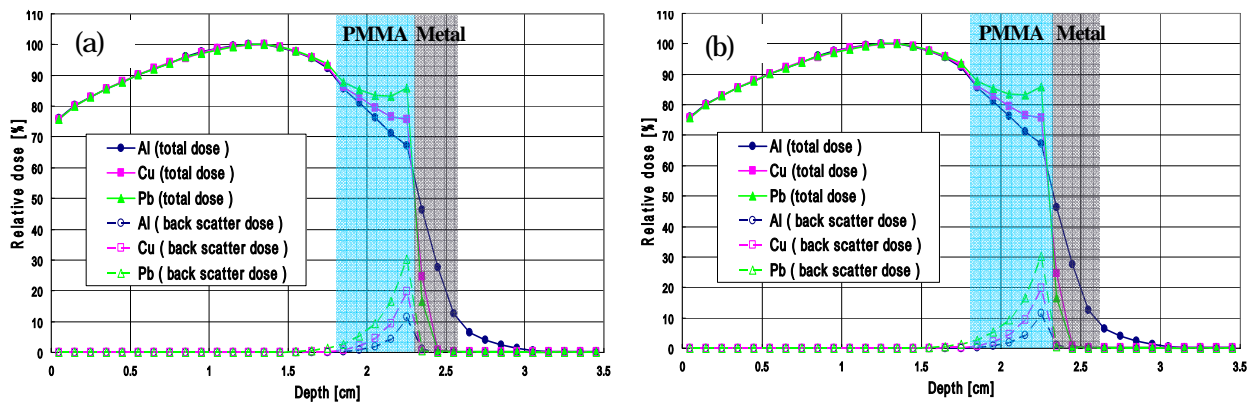 (a)
PMMA
Metal
Relative dose [%]
110
100
90
80
70
60
50
40
30
20
10
0
Al (total dose )
Cu (total dose )
Pb (total dose )
Al ( back scatter dose )
Cu ( back scatter dose )
Pb ( back scatter dose )
0 0.5 1 1.5 2 2.5 3 3.5
Depth [cm]
(b)
PMMA
Metal
Relative dose [%]
110
100
90
80
70
60
50
40
30
20
10
0
Al (total dose )
Cu (total dose )
Pb (total dose )
Al ( back scatter dose )
Cu ( back scatter dose )
Pb ( back scatter dose )
0 0.5 1 1.5 2 2.5 3 3.5
Depth [cm]